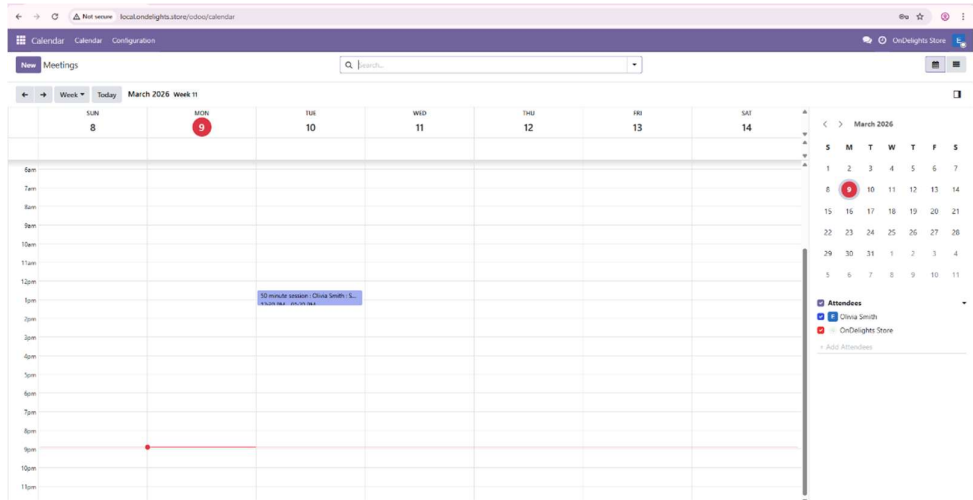 Not secure local.ondelights.store/odoo/calendar
Calendar Calendar Configuration OnDelights Store E
New Meetings Search...
Week Today March 2026 Week 11
SUN MON TUE WED THU FRI SAT
8 9 10 11 12 13 14
6am
7am
8am
9am
10am
11am
12pm
50 minute session : Olivia Smith : S...
1pm
2pm
3pm
4pm
5pm
6pm
7pm
8pm
9pm
10pm
11pm
March 2026
S M T W T F S
1 2 3 4 5 6 7
8 9 10 11 12 13 14
15 16 17 18 19 20 21
22 23 24 25 26 27 28
29 30 31 1 2 3 4
5 6 7 8 9 10 11
Attendees
E Olivia Smith
OnDelights Store
+ Add Attendees